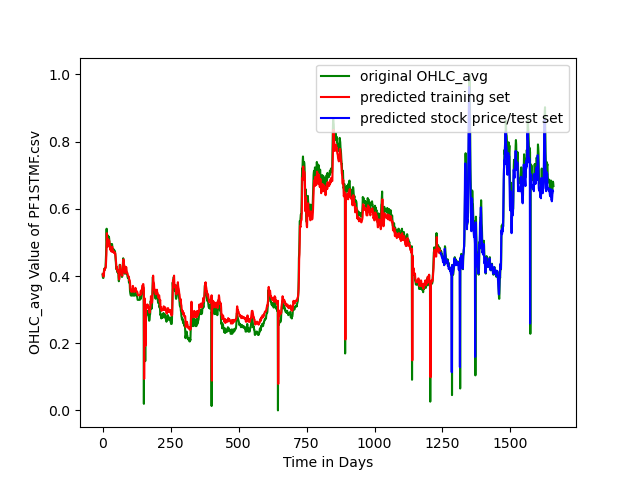 original OHLC_avg
predicted training set
predicted stock price/test set
1.0
0.8
0.6
0.4
0.2
0.0
OHLC_avg Value of PF1STMF.csv
0 250 500 750 1000 1250 1500
Time in Days